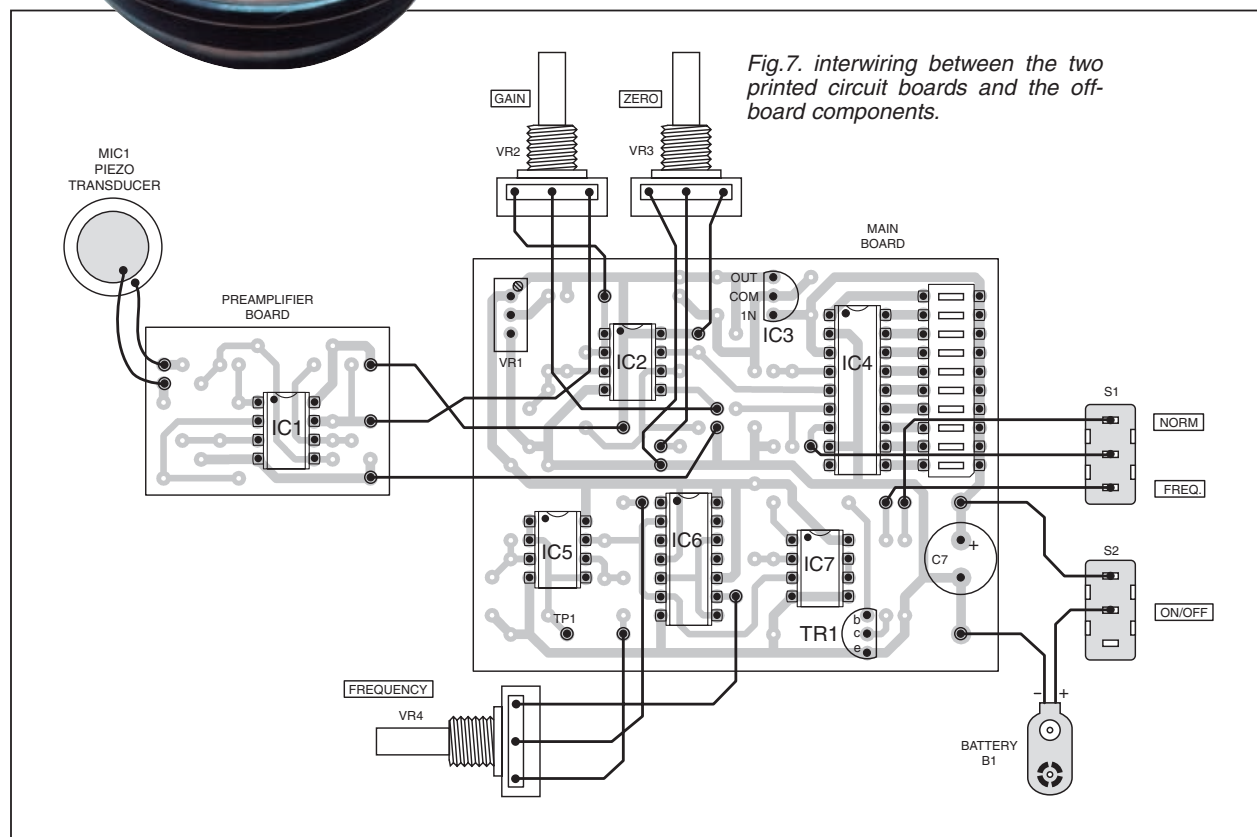 Fig.7. interwiring between the two
printed circuit boards and the off-
board components.
GAIN
ZERO
VR2
VR3
MIC1
PIEZO
TRANSDUCER
MAIN
BOARD
PREAMPLIFIER
BOARD
OUT
COM
1N
IC3
VR1
IC2
IC4
IC1
S1
NORM
FREQ.
IC5
IC6
IC7
+
C7
S2
ON/OFF
TP1
TR1
b
c
e
FREQUENCY
VR4
– +
BATTERY
B1